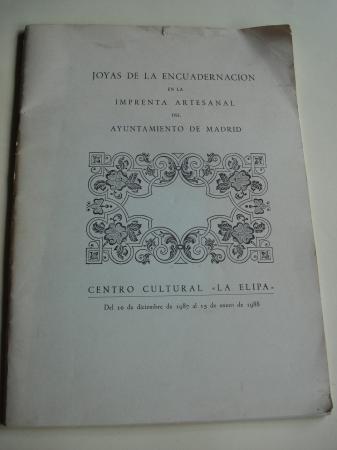 JOYAS DE LA ENCUADERNACION
EN LA
IMPRENTA ARTESANAL
DEL
AYUNTAMIENTO DE MADRID
CENTRO CULTURAL «LA ELIPA»
Del 16 de diciembre de 1987 al 15 de enero de 1988